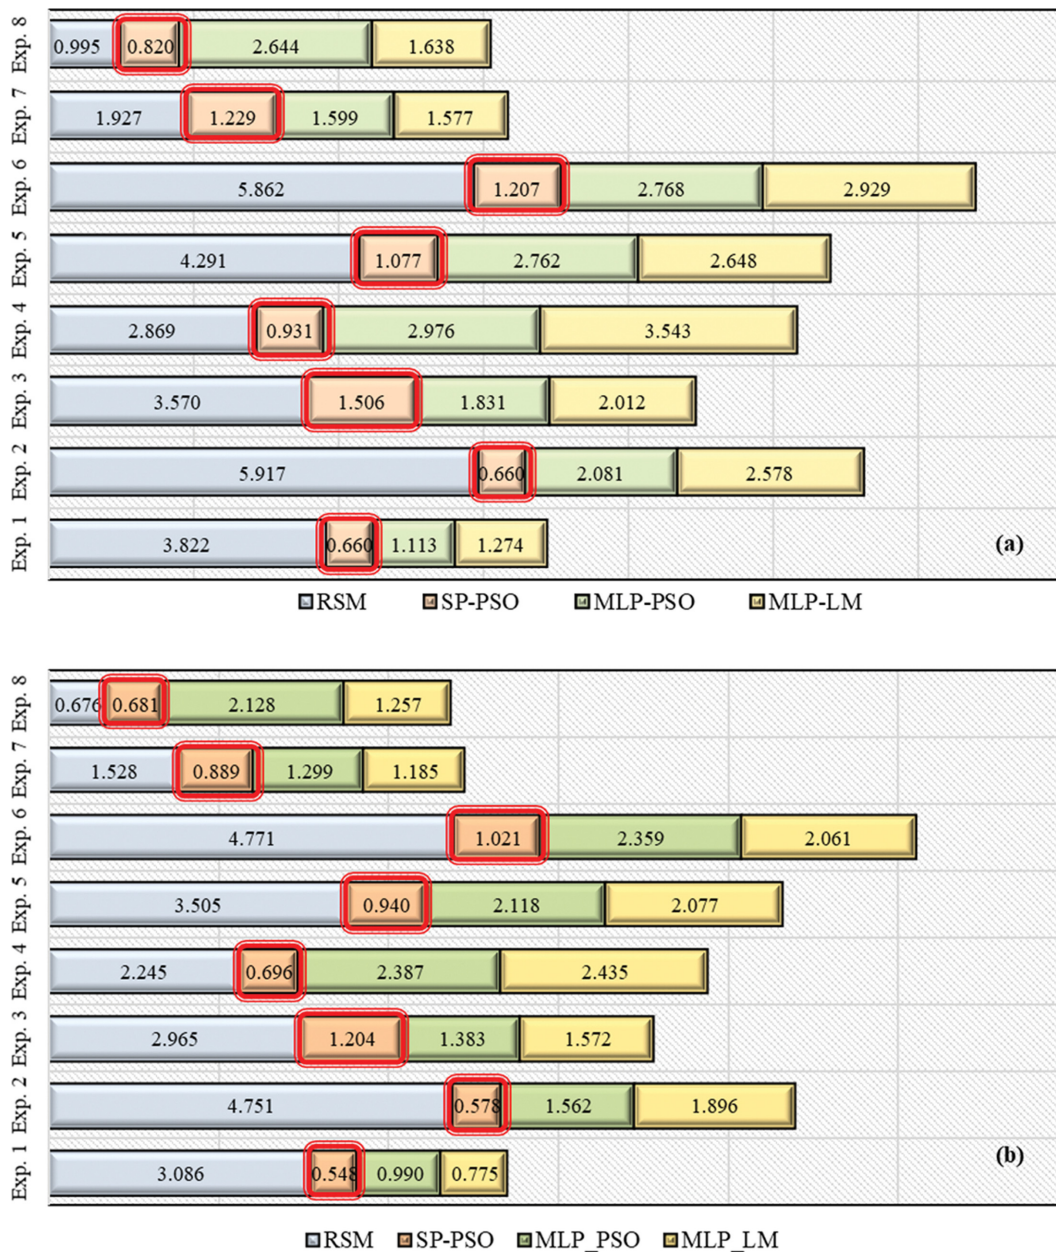 Exp. 8 0.995 0.820 2.644 1.638
Exp. 7 1.927 1.229 1.599 1.577
Exp. 6 5.862 1.207 2.768 2.929
Exp. 5 4.291 1.077 2.762 2.648
Exp. 4 2.869 0.931 2.976 3.543
Exp. 3 3.570 1.506 1.831 2.012
Exp. 2 5.917 0.660 2.081 2.578
Exp. 1 3.822 0.660 1.113 1.274
(a)
RSM SP-PSO MLP-PSO MLP-LM
Exp. 8 0.676 0.681 2.128 1.257
Exp. 7 1.528 0.889 1.299 1.185
Exp. 6 4.771 1.021 2.359 2.061
Exp. 5 3.505 0.940 2.118 2.077
Exp. 4 2.245 0.696 2.387 2.435
Exp. 3 2.965 1.204 1.383 1.572
Exp. 2 4.751 0.578 1.562 1.896
Exp. 1 3.086 0.548 0.990 0.775
(b)
RSM SP-PSO MLP_PSO MLP_LM